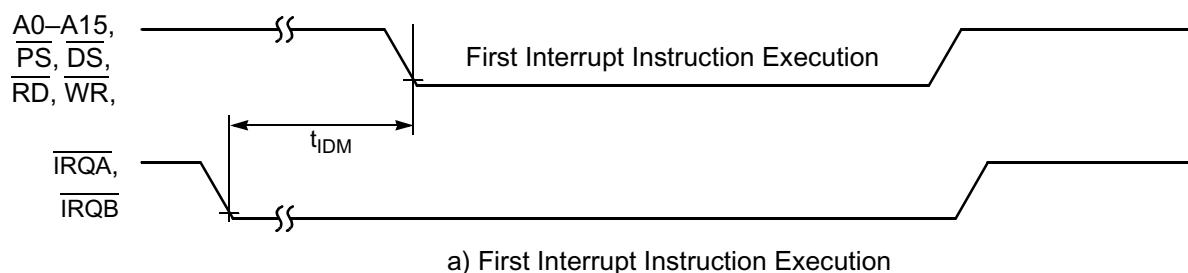 A0–A15,
PS, DS,
First Interrupt Instruction Execution
RD, WR,
tIDM
IRQA,
IRQB
a) First Interrupt Instruction Execution